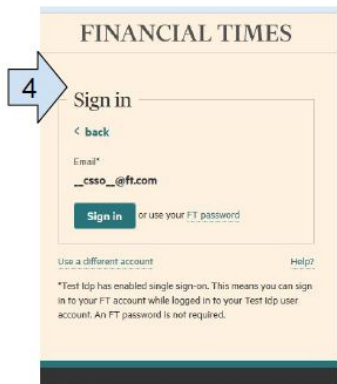 FINANCIAL TIMES
4
Sign in
< back
Email*
__csso__@ft.com
Sign in or use your FT password
Use a different account Help?
*Test Idp has enabled single sign-on. This means you can sign
in to your FT account while logged in to your Test Idp user
account. An FT password is not required.